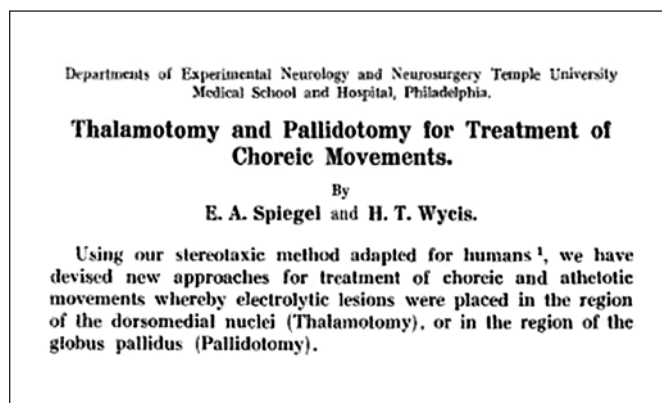 Departments of Experimental Neurology and Neurosurgery Temple University
Medical School and Hospital, Philadelphia.
Thalamotomy and Pallidotomy for Treatment of
Choreic Movements.
By
E. A. Spiegel and H. T. Wycis.
Using our stereotaxic method adapted for humans ¹, we have
devised new approaches for treatment of choreic and athetotic
movements whereby electrolytic lesions were placed in the region
of the dorsomedial nuclei (Thalamotomy), or in the region of the
globus pallidus (Pallidotomy).